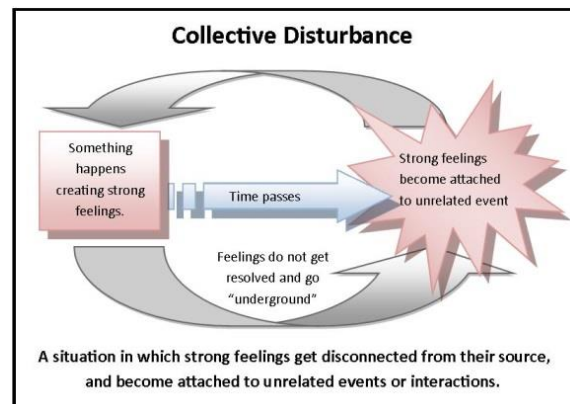 Collective Disturbance
Something
happens
creating strong
feelings.
Time passes
Strong feelings
become attached
to unrelated event
Feelings do not get
resolved and go
“underground”
A situation in which strong feelings get disconnected from their source,
and become attached to unrelated events or interactions.